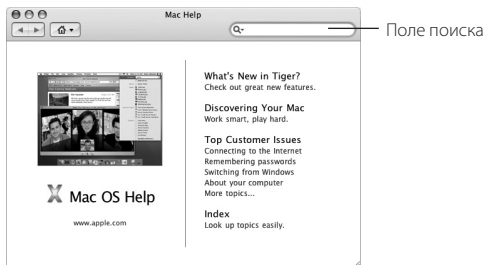 Mac Help
Поле поиска
What's New in Tiger?
Check out great new features.
Discovering Your Mac
Work smart, play hard.
Top Customer Issues
Connecting to the Internet
Remembering passwords
Switching from Windows
About your computer
More topics...
Index
Look up topics easily.
Mac OS Help
www.apple.com